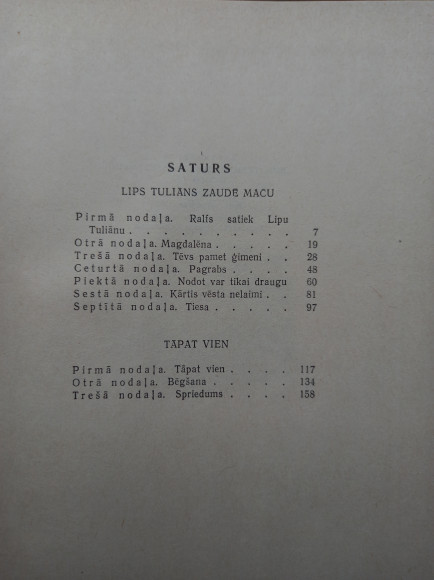 SATURS
LIPS TULIĀNS ZAUDĒ MAČU
Pirmā nodaļa. Ralfs satiek Lipu
Tuliānu . . . . . . . . . . 7
Otrā nodaļa. Magdalēna . . . . . 19
Trešā nodaļa. Tēvs pamet ģimeni . . 28
Ceturtā nodaļa. Pagrabs . . . . 48
Piektā nodaļa. Nodot var tikai draugu 60
Sestā nodaļa. Kārtis vēsta nelaimi . . 81
Septītā nodaļa. Tiesa . . . . . 97
TĀPAT VIEN
Pirmā nodaļa. Tāpat vien . . . . 117
Otrā nodaļa. Bēgšana . . . . . 134
Trešā nodaļa. Spriedums . . . . 158